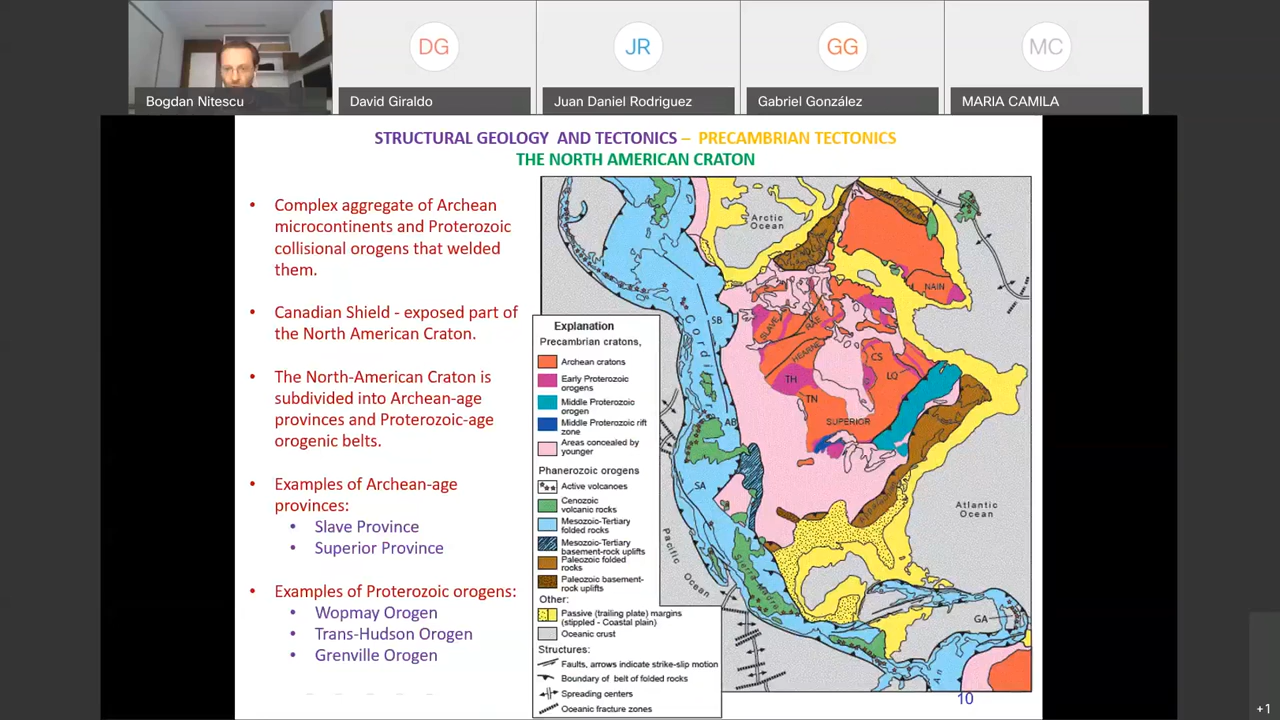 DG
JR
GG
MC
Bogdan Nitescu
David Giraldo
Juan Daniel Rodriguez
Gabriel González
MARIA CAMILA
STRUCTURAL GEOLOGY AND TECTONICS – PRECAMBRIAN TECTONICS
THE NORTH AMERICAN CRATON
• Complex aggregate of Archean
microcontinents and Proterozoic
collisional orogens that welded
them.
• Canadian Shield - exposed part of
the North American Craton.
• The North-American Craton is
subdivided into Archean-age
provinces and Proterozoic-age
orogenic belts.
• Examples of Archean-age
provinces:
• Slave Province
• Superior Province
• Examples of Proterozoic orogens:
• Wopmay Orogen
• Trans-Hudson Orogen
• Grenville Orogen
Arctic
Ocean
NAIN
SLAVE
RAE
HEARNE
SB
Cordi
CS
LQ
TH
TN
SUPERIOR
AB
SA
Atlantic
Ocean
Pacific Ocean
GA
An
Explanation
Precambrian cratons,
Archean cratons
Early Proterozoic
orogens
Middle Proterozoic
orogen
Middle Proterozoic rift
zone
Areas concealed by
younger
Phanerozoic orogens
Active volcanoes
Cenozoic
volcanic rocks
Mesozoic-Tertiary
folded rocks
Mesozoic-Tertiary
basement-rock uplifts
Paleozoic folded
rocks
Paleozoic basement-
rock uplifts
Other:
Passive (trailing plate) margins
(stippled - Coastal plain)
Oceanic crust
Structures:
Faults, arrows indicate strike-slip motion
Boundary of belt of folded rocks
Spreading centers
Oceanic fracture zones
10
+1